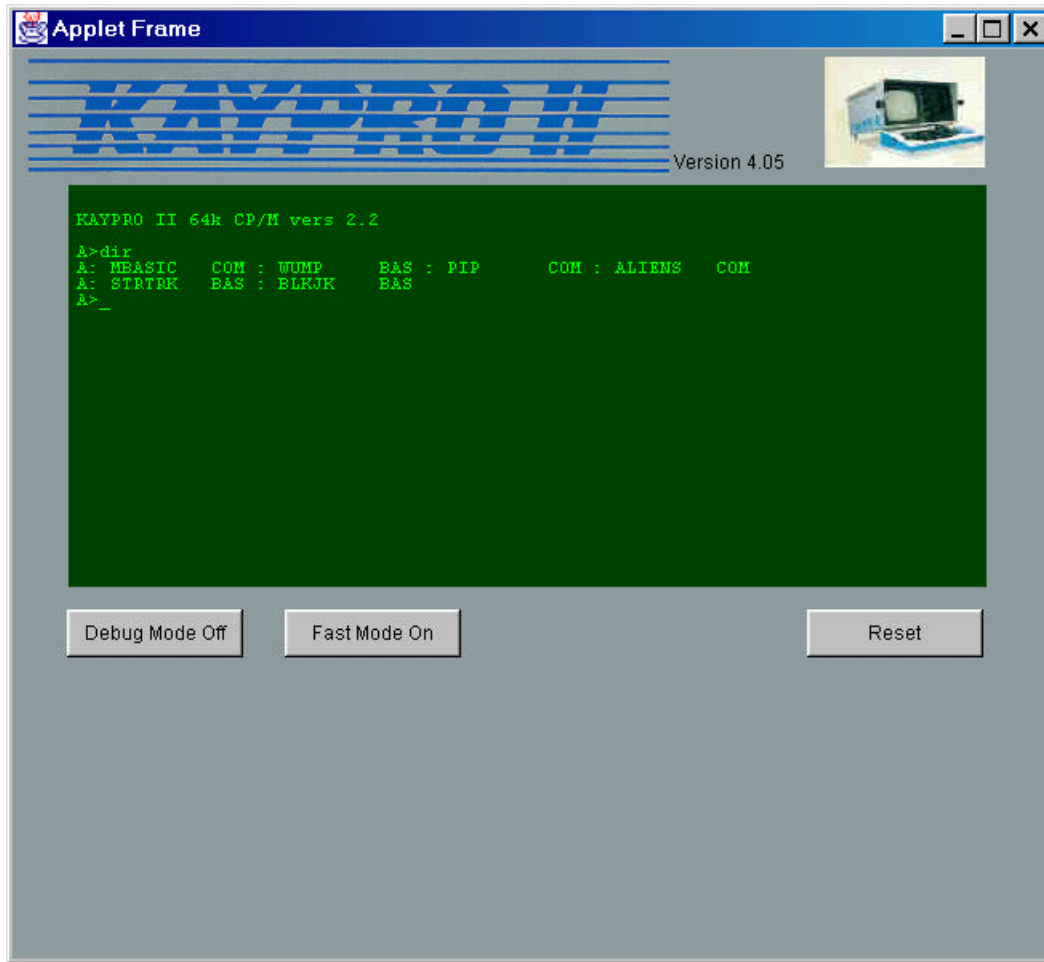 Applet Frame
KAYPRO II
Version 4.05
KAYPRO II 64k CP/M vers 2.2
A>dir
A: MBASIC   COM : WUMP     BAS : PIP      COM : ALIENS   COM
A: STRTRK   BAS : BLKJK    BAS
A>_
Debug Mode Off
Fast Mode On
Reset